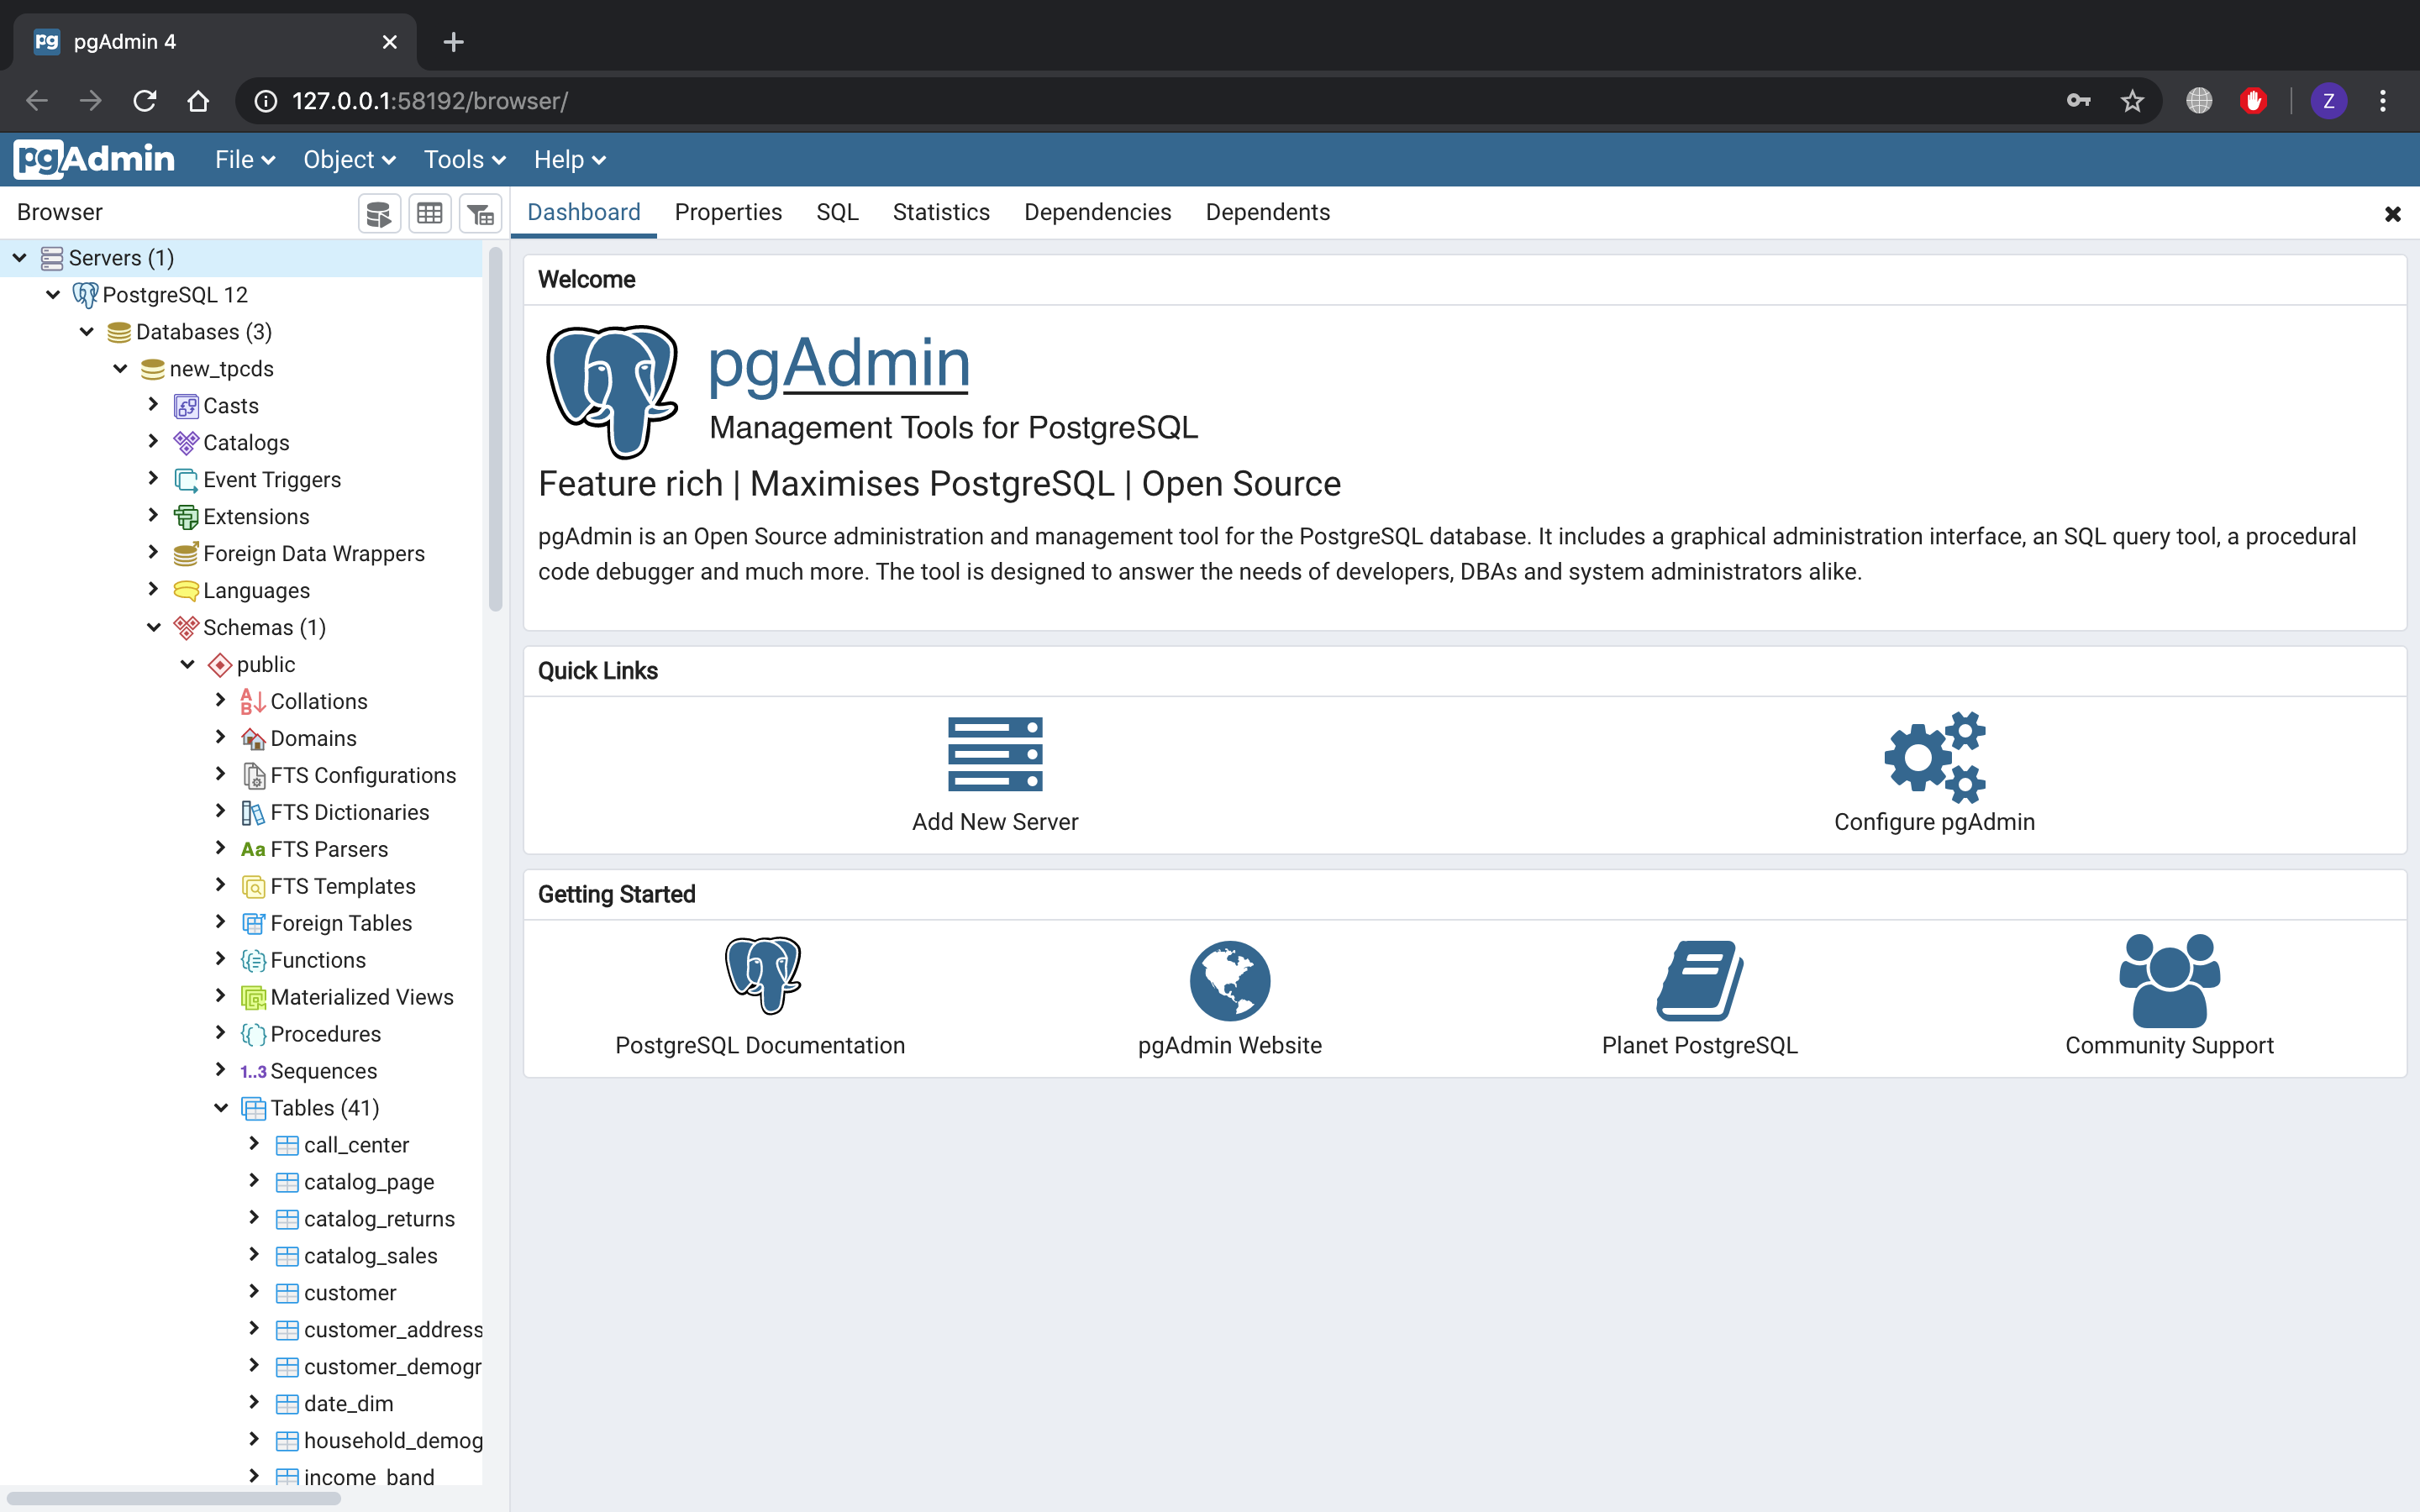 pgAdmin 4
127.0.0.1:58192/browser/
Z
pgAdmin
File
Object
Tools
Help
Browser
Dashboard
Properties
SQL
Statistics
Dependencies
Dependents
Servers (1)
PostgreSQL 12
Databases (3)
new_tpcds
Casts
Catalogs
Event Triggers
Extensions
Foreign Data Wrappers
Languages
Schemas (1)
public
Collations
Domains
FTS Configurations
FTS Dictionaries
Aa FTS Parsers
FTS Templates
Foreign Tables
Functions
Materialized Views
Procedures
1..3 Sequences
Tables (41)
call_center
catalog_page
catalog_returns
catalog_sales
customer
customer_address
customer_demogr
date_dim
household_demog
income_band
Welcome
pgAdmin
Management Tools for PostgreSQL
Feature rich | Maximises PostgreSQL | Open Source
pgAdmin is an Open Source administration and management tool for the PostgreSQL database. It includes a graphical administration interface, an SQL query tool, a procedural
code debugger and much more. The tool is designed to answer the needs of developers, DBAs and system administrators alike.
Quick Links
Add New Server
Configure pgAdmin
Getting Started
PostgreSQL Documentation
pgAdmin Website
Planet PostgreSQL
Community Support